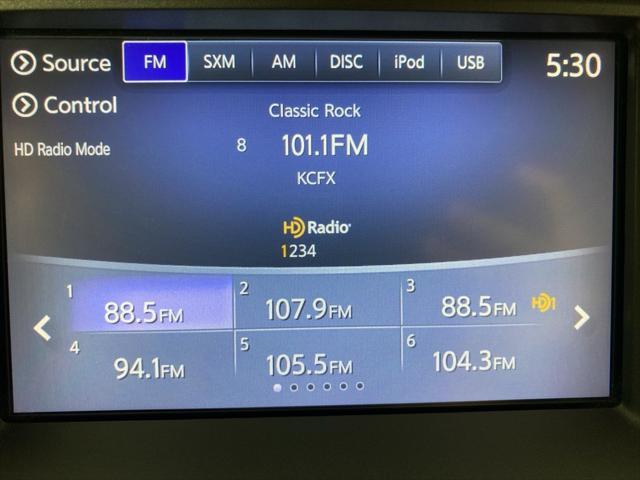 Source FM SXM AM DISC iPod USB 5:30
Control
Classic Rock
HD Radio Mode 8 101.1FM
KCFX
HD Radio
1234
1 88.5FM 2 107.9FM 3 88.5FM HD1
4 94.1FM 5 105.5FM 6 104.3FM